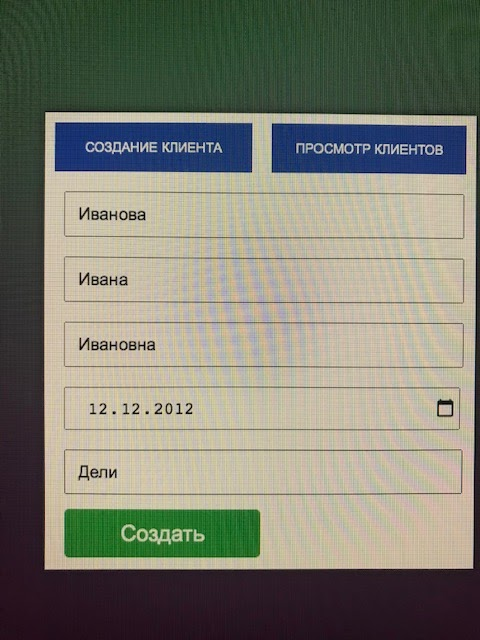 СОЗДАНИЕ КЛИЕНТА ПРОСМОТР КЛИЕНТОВ
Иванова
Ивана
Ивановна
12.12.2012
Дели
Создать